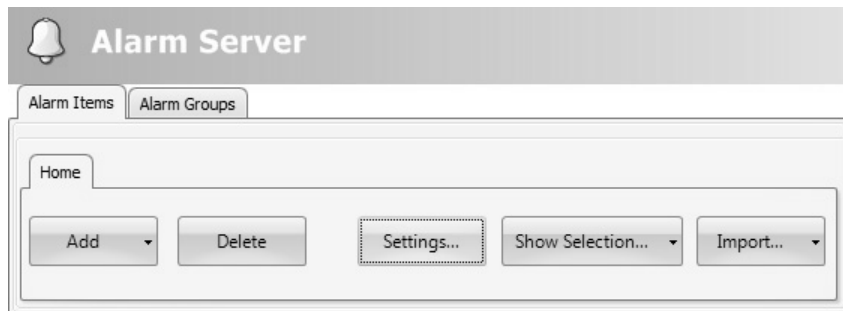 Alarm Server
Alarm Items Alarm Groups
Home
Add Delete Settings... Show Selection... Import...